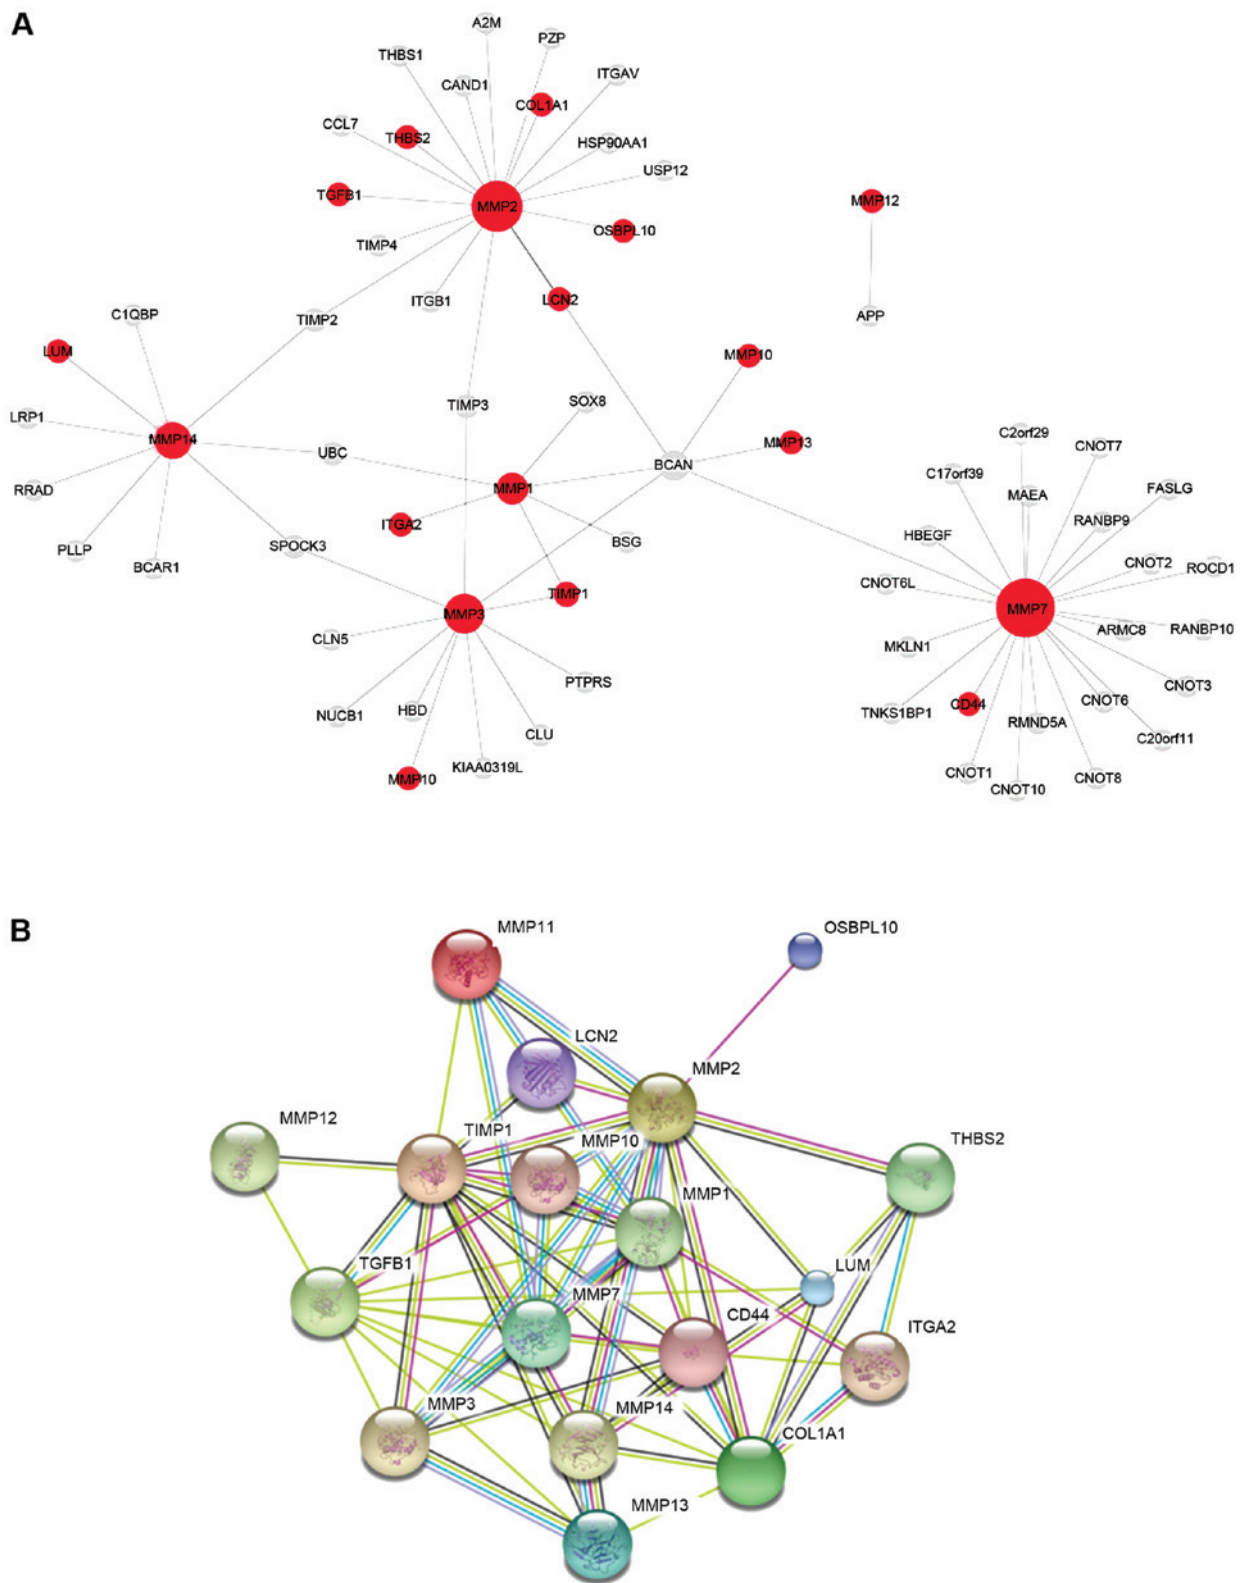 A
A2M
PZP
THBS1
ITGAV
CAND1
COL1A1
CCL7
THBS2
HSP90AA1
USP12
TGFB1
MMP2
MMP12
OSBPL10
TIMP4
ITGB1
LCN2
C1QBP
TIMP2
APP
LUM
MMP10
TIMP3
SOX8
LRP1
MMP14
UBC
MMP13
C2orf29
CNOT7
BCAN
C17orf39
RRAD
MMP1
MAEA
FASLG
ITGA2
RANBP9
HBEGF
BSG
PLLP
SPOCK3
BCAR1
CNOT2
ROCD1
CNOT6L
TIMP1
MMP3
MMP7
ARMC8
RANBP10
CLN5
MKLN1
PTPRS
CNOT3
CD44
CNOT6
NUCB1
HBD
TNKS1BP1
RMND5A
CLU
C20orf11
KIAA0319L
MMP10
CNOT1
CNOT10
CNOT8
B
MMP11
OSBPL10
LCN2
MMP2
MMP12
TIMP1
MMP10
THBS2
MMP1
TGFB1
LUM
MMP7
CD44
ITGA2
MMP3
MMP14
COL1A1
MMP13